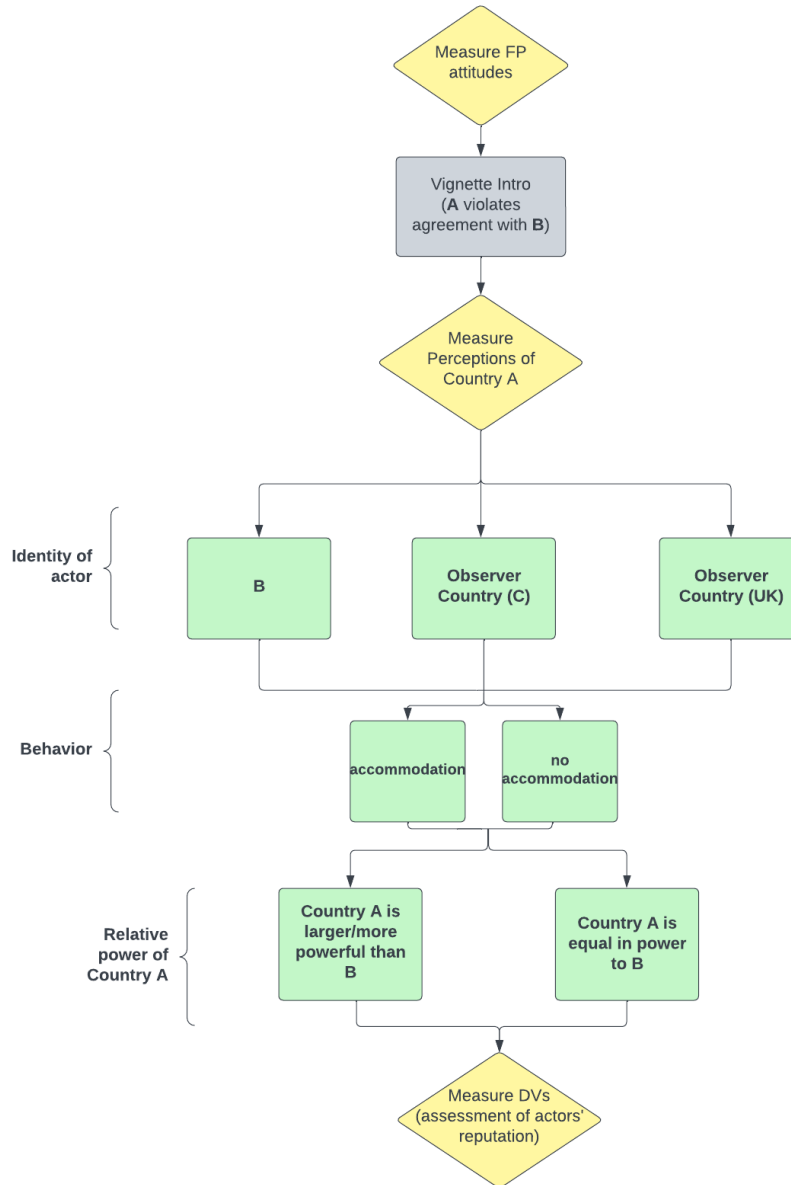 Measure FP
attitudes
Vignette Intro
(A violates
agreement with B)
Measure
Perceptions of
Country A
Identity of
actor
B
Observer
Country (C)
Observer
Country (UK)
Behavior
accommodation
no
accommodation
Relative
power of
Country A
Country A is
larger/more
powerful than
B
Country A is
equal in power
to B
Measure DVs
(assessment of actors'
reputation)